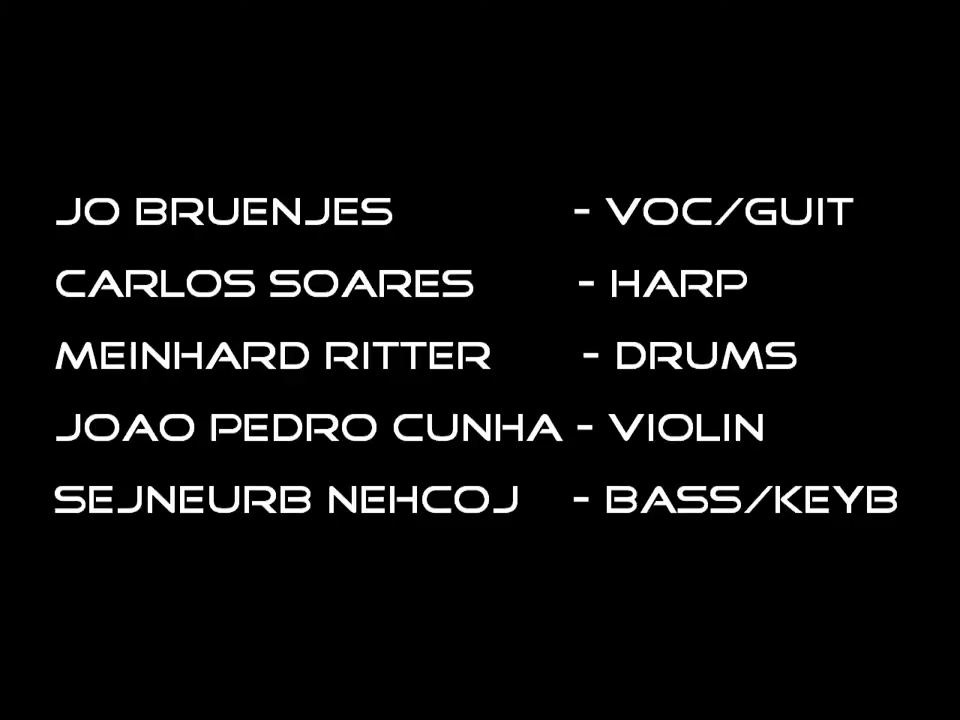 JO BRUENJES - VOC/GUIT
CARLOS SOARES - HARP
MEINHARD RITTER - DRUMS
JOAO PEDRO CUNHA - VIOLIN
SEJNEURB NEHCOJ - BASS/KEYB